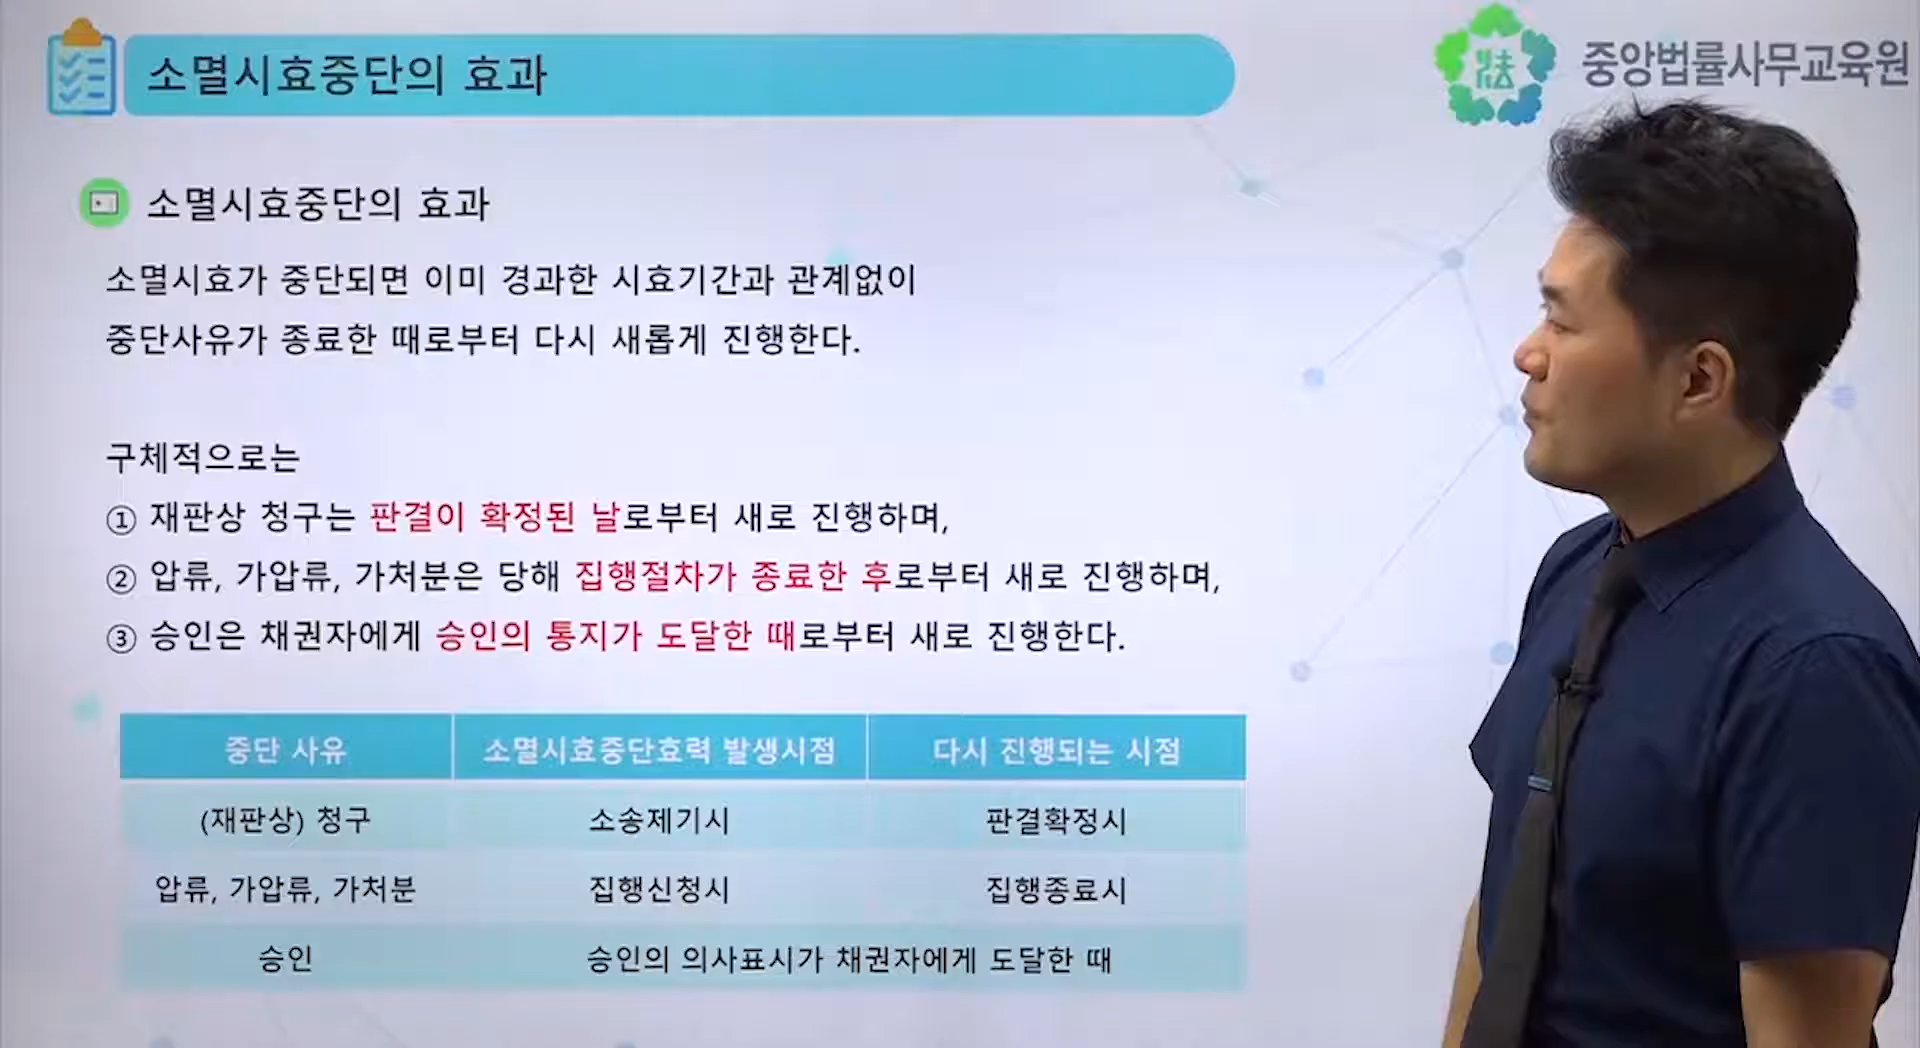 소멸시효중단의 효과
중앙법률사무교육원
法
소멸시효중단의 효과
소멸시효가 중단되면 이미 경과한 시효기간과 관계없이
중단사유가 종료한 때로부터 다시 새롭게 진행한다.
구체적으로는
① 재판상 청구는 판결이 확정된 날로부터 새로 진행하며,
② 압류, 가압류, 가처분은 당해 집행절차가 종료한 후로부터 새로 진행하며,
③ 승인은 채권자에게 승인의 통지가 도달한 때로부터 새로 진행한다.
중단 사유 소멸시효중단효력 발생시점 다시 진행되는 시점
(재판상) 청구 소송제기시 판결확정시
압류, 가압류, 가처분 집행신청시 집행종료시
승인 승인의 의사표시가 채권자에게 도달한 때